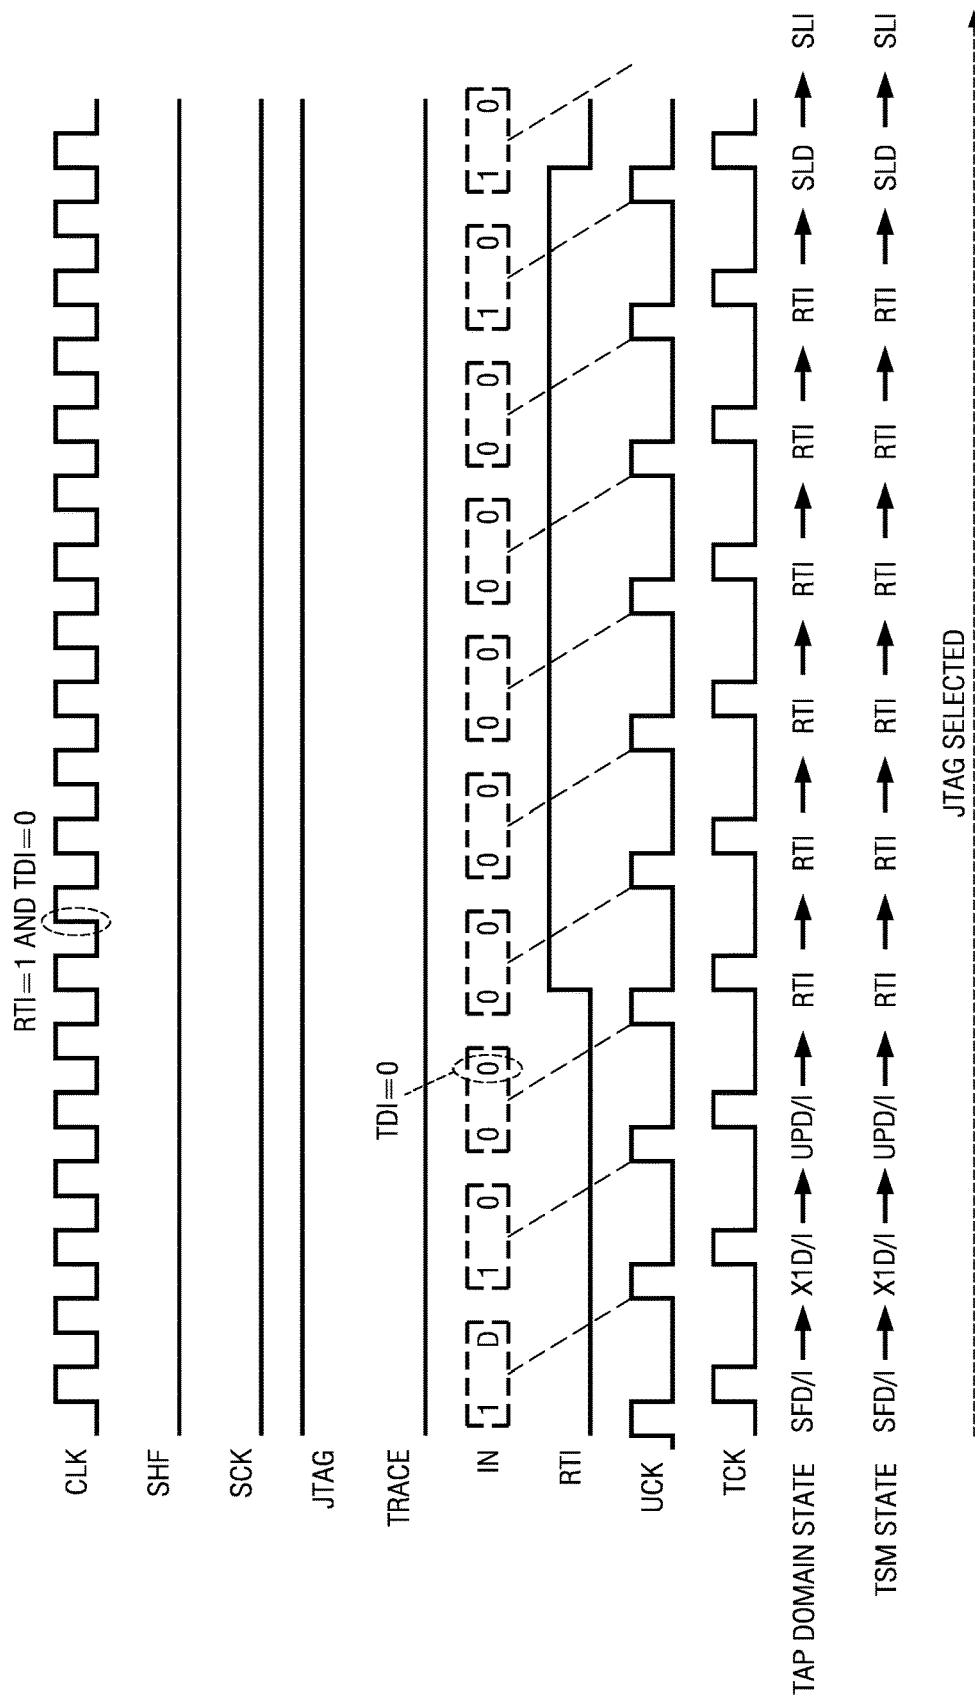 RTI=1 AND TDI=0
CLK
SHF
SCK
JTAG
TRACE
TDI=0
IN 1 D 1 0 0 0 0 0 0 0 0 0 0 0 0 0 1 0 1 0
RTI
UCK
TCK
TAP DOMAIN STATE SFD/I → X1D/I → UPD/I → RTI → RTI → RTI → RTI → RTI → RTI → SLD → SLI
TSM STATE SFD/I → X1D/I → UPD/I → RTI → RTI → RTI → RTI → RTI → RTI → SLD → SLI
JTAG SELECTED